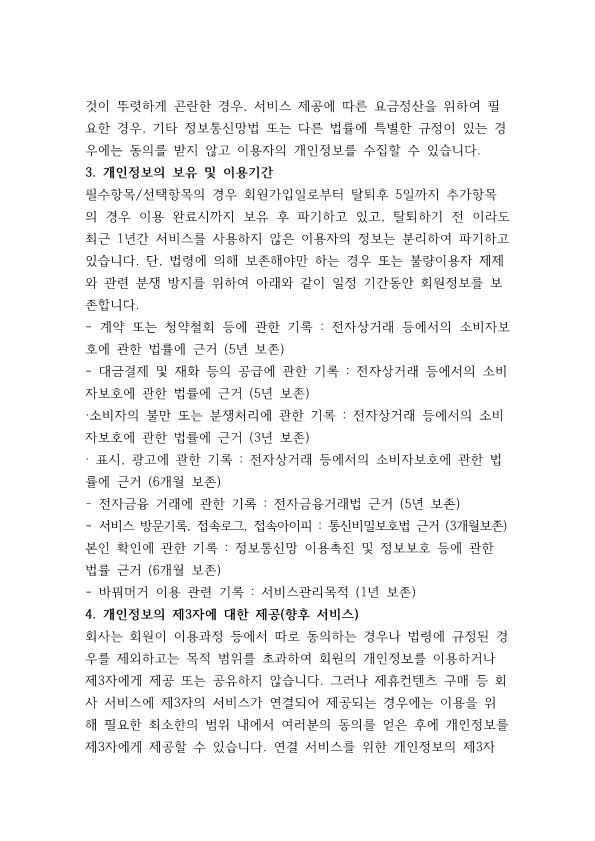 것이 뚜렷하게 곤란한 경우, 서비스 제공에 따른 요금정산을 위하여 필
요한 경우, 기타 정보통신망법 또는 다른 법률에 특별한 규정이 있는 경
우에는 동의를 받지 않고 이용자의 개인정보를 수집할 수 있습니다.
3. 개인정보의 보유 및 이용기간
필수항목/선택항목의 경우 회원가입일로부터 탈퇴후 5일까지 추가항목
의 경우 이용 완료시까지 보유 후 파기하고 있고, 탈퇴하기 전 이라도
최근 1년간 서비스를 사용하지 않은 이용자의 정보는 분리하여 파기하고
있습니다. 단, 법령에 의해 보존해야만 하는 경우 또는 불량이용자 제제
와 관련 분쟁 방지를 위하여 아래와 같이 일정 기간동안 회원정보를 보
존합니다.
- 계약 또는 청약철회 등에 관한 기록 : 전자상거래 등에서의 소비자보
호에 관한 법률에 근거 (5년 보존)
- 대금결제 및 재화 등의 공급에 관한 기록 : 전자상거래 등에서의 소비
자보호에 관한 법률에 근거 (5년 보존)
·소비자의 불만 또는 분쟁처리에 관한 기록 : 전자상거래 등에서의 소비
자보호에 관한 법률에 근거 (3년 보존)
· 표시, 광고에 관한 기록 : 전자상거래 등에서의 소비자보호에 관한 법
률에 근거 (6개월 보존)
- 전자금융 거래에 관한 기록 : 전자금융거래법 근거 (5년 보존)
- 서비스 방문기록, 접속로그, 접속아이피 : 통신비밀보호법 근거 (3개월보존)
본인 확인에 관한 기록 : 정보통신망 이용촉진 및 정보보호 등에 관한
법률 근거 (6개월 보존)
- 바꿔머거 이용 관련 기록 : 서비스관리목적 (1년 보존)
4. 개인정보의 제3자에 대한 제공(향후 서비스)
회사는 회원이 이용과정 등에서 따로 동의하는 경우나 법령에 규정된 경
우를 제외하고는 목적 범위를 초과하여 회원의 개인정보를 이용하거나
제3자에게 제공 또는 공유하지 않습니다. 그러나 제휴컨텐츠 구매 등 회
사 서비스에 제3자의 서비스가 연결되어 제공되는 경우에는 이용을 위
해 필요한 최소한의 범위 내에서 여러분의 동의를 얻은 후에 개인정보를
제3자에게 제공할 수 있습니다. 연결 서비스를 위한 개인정보의 제3자